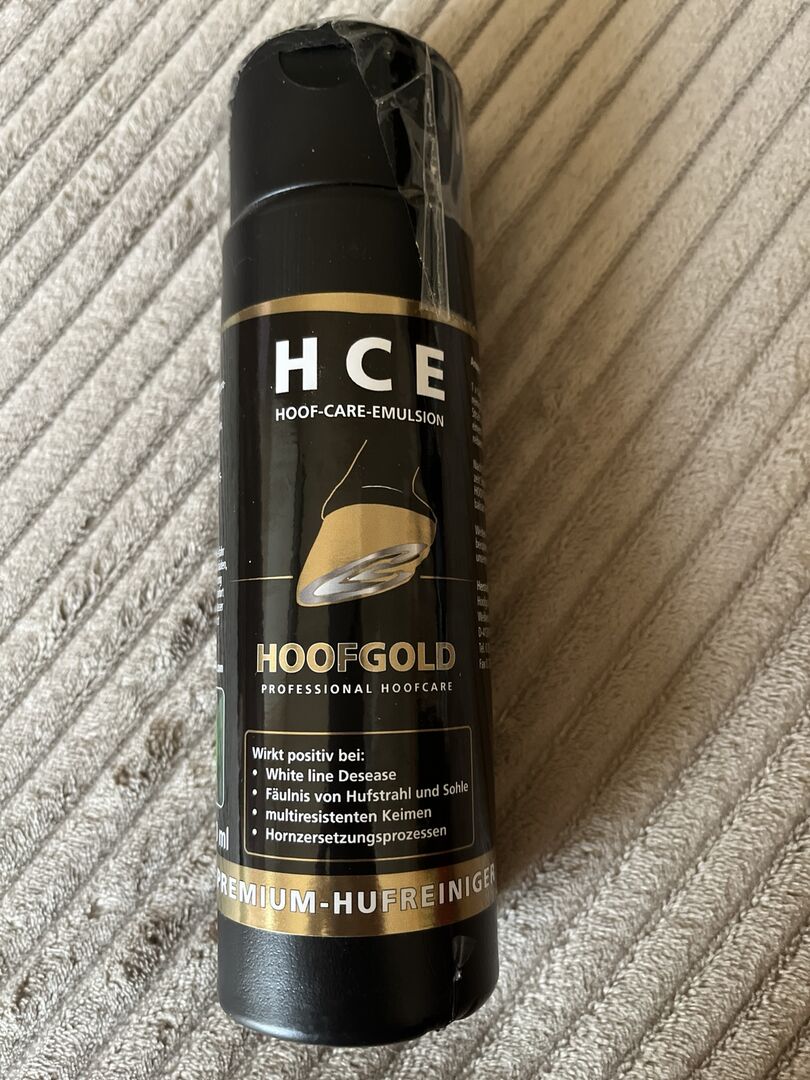 HCE
HOOF-CARE-EMULSION
HOOFGOLD
PROFESSIONAL HOOFCARE
Wirkt positiv bei:
• White line Desease
• Fäulnis von Hufstrahl und Sohle
• multiresistenten Keimen
• Hornzersetzungsprozessen
ml
PREMIUM-HUFREINIGER